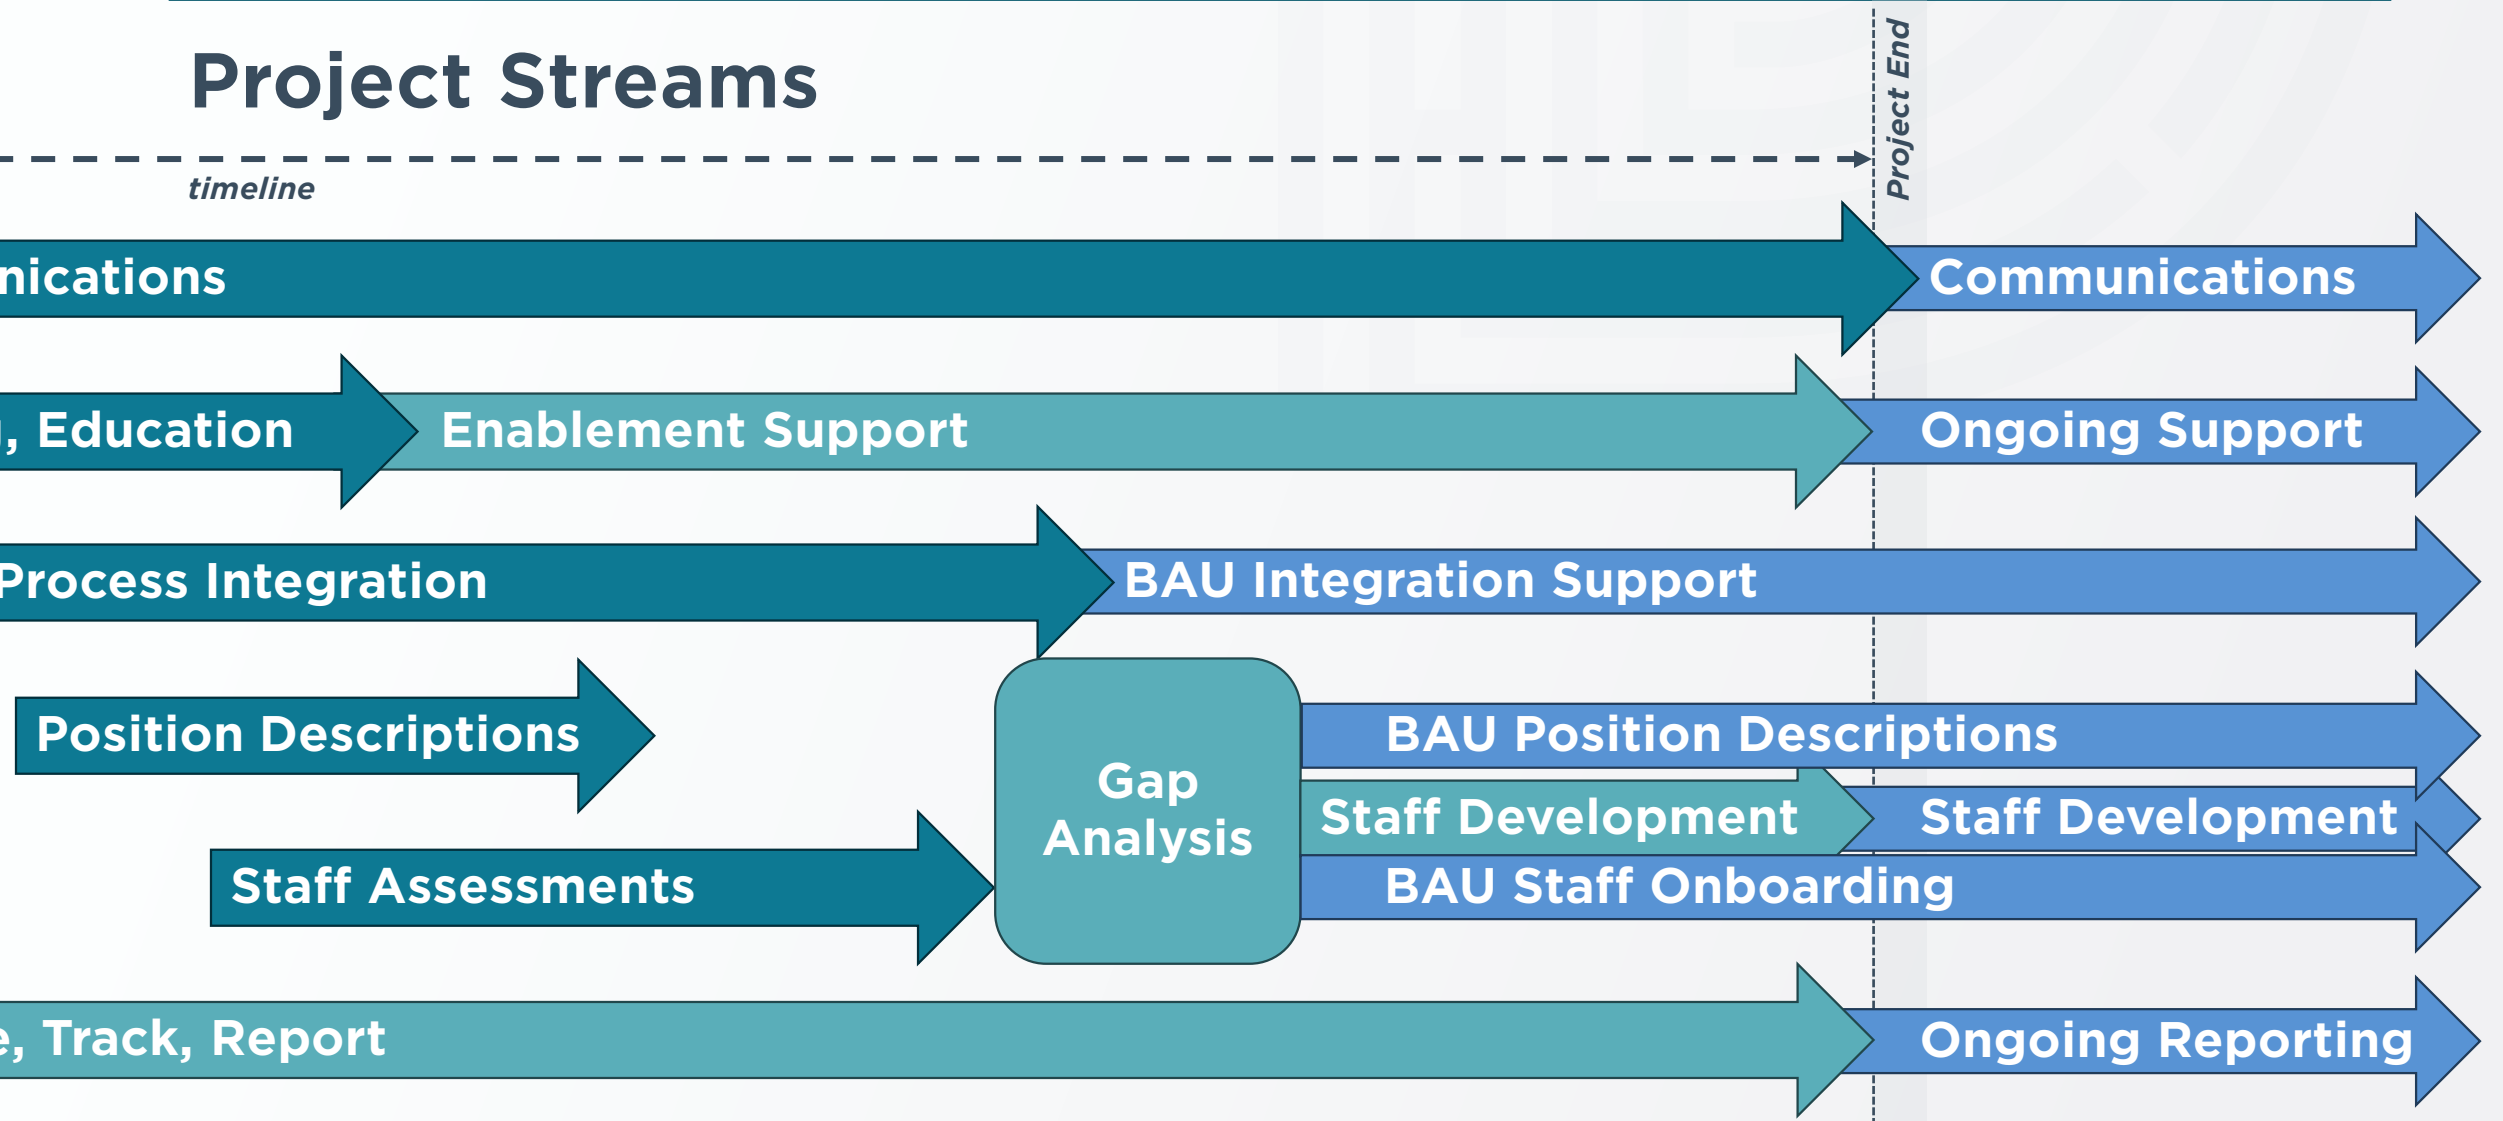 Project Streams
Project End
timeline
nications
Communications
, Education
Enablement Support
Ongoing Support
Process Integration
BAU Integration Support
Position Descriptions
BAU Position Descriptions
Gap
Analysis
Staff Development
Staff Development
Staff Assessments
BAU Staff Onboarding
e, Track, Report
Ongoing Reporting